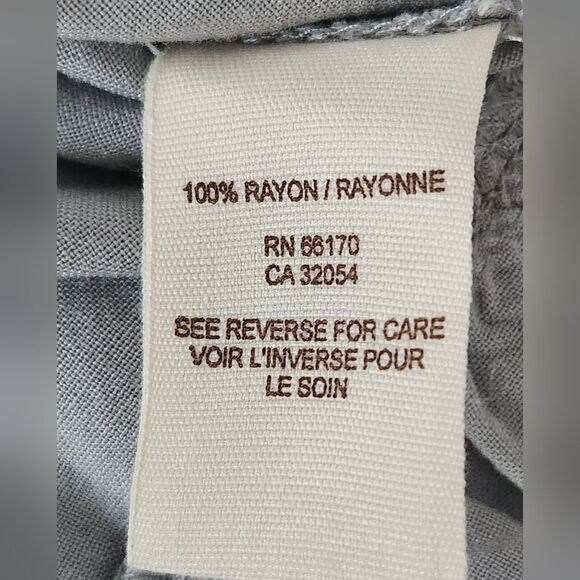 100% RAYON / RAYONNE
RN 66170
CA 32054
SEE REVERSE FOR CARE
VOIR L'INVERSE POUR
LE SOIN